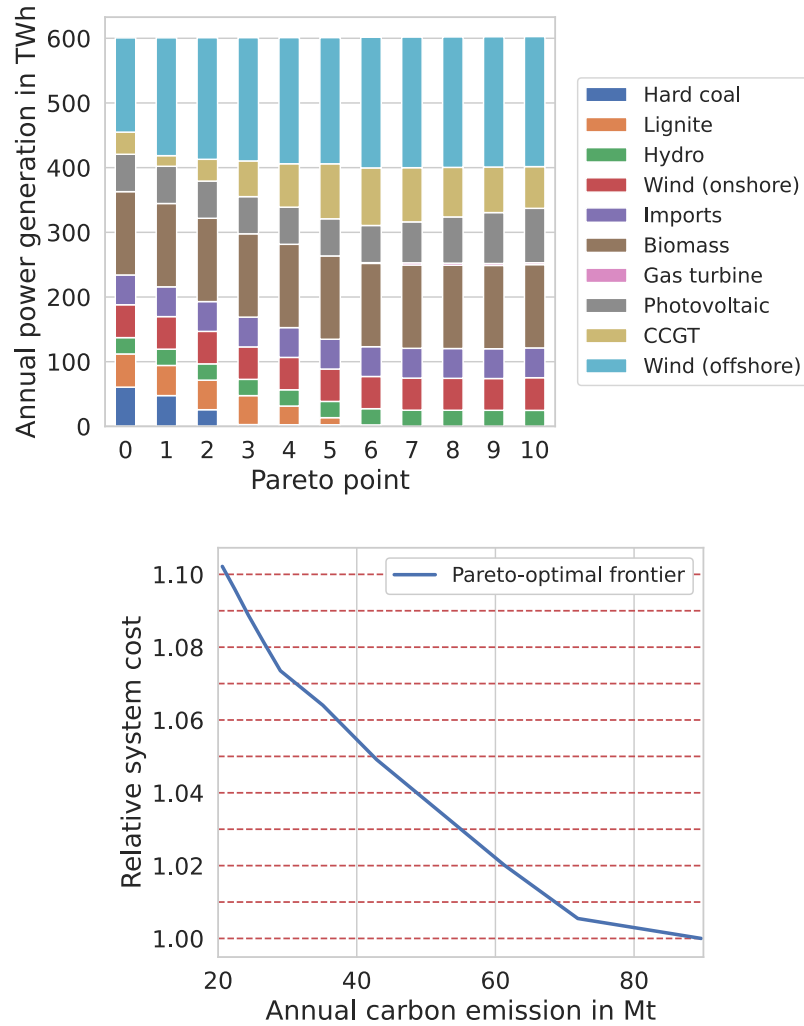 600
500
400
300
200
100
0
Annual power generation in TWh
0 1 2 3 4 5 6 7 8 9 10
Pareto point
Hard coal
Lignite
Hydro
Wind (onshore)
Imports
Biomass
Gas turbine
Photovoltaic
CCGT
Wind (offshore)
Pareto-optimal frontier
1.10
1.08
1.06
1.04
1.02
1.00
Relative system cost
20 40 60 80
Annual carbon emission in Mt